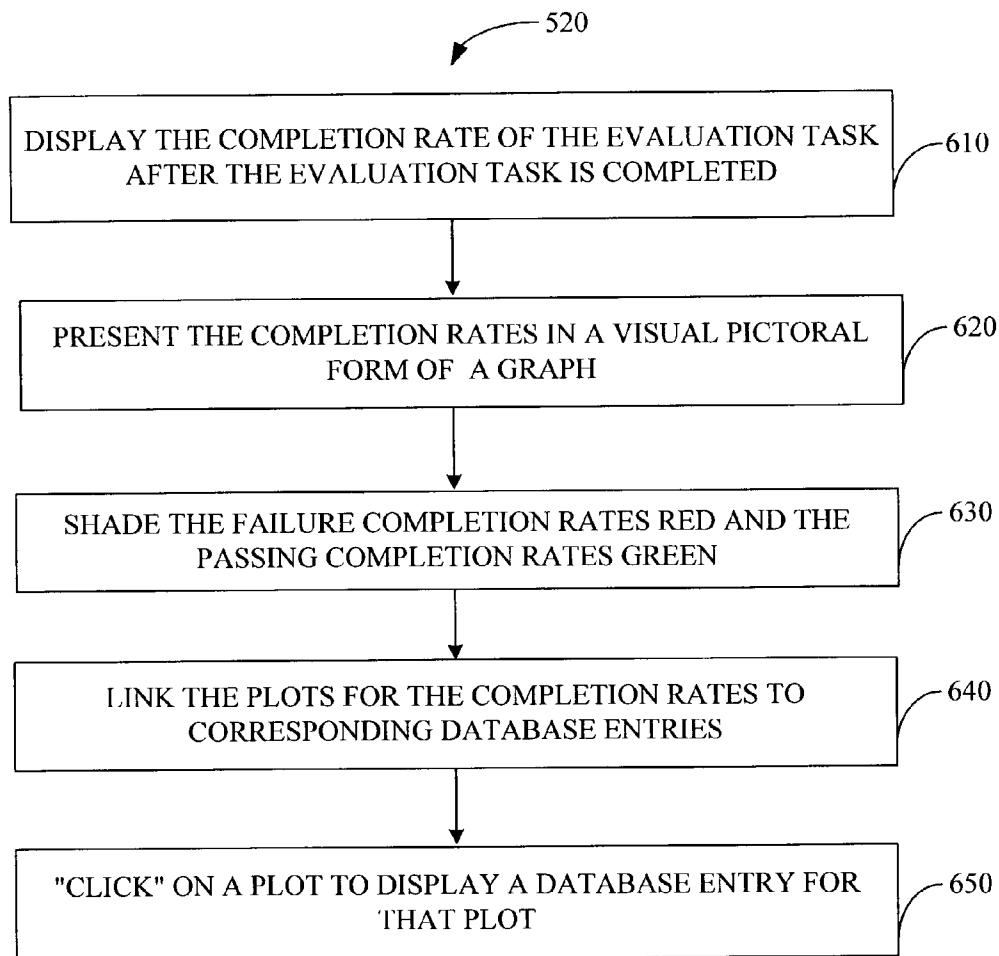 520
DISPLAY THE COMPLETION RATE OF THE EVALUATION TASK
AFTER THE EVALUATION TASK IS COMPLETED
610
PRESENT THE COMPLETION RATES IN A VISUAL PICTORAL
FORM OF A GRAPH
620
SHADE THE FAILURE COMPLETION RATES RED AND THE
PASSING COMPLETION RATES GREEN
630
LINK THE PLOTS FOR THE COMPLETION RATES TO
CORRESPONDING DATABASE ENTRIES
640
"CLICK" ON A PLOT TO DISPLAY A DATABASE ENTRY FOR
THAT PLOT
650